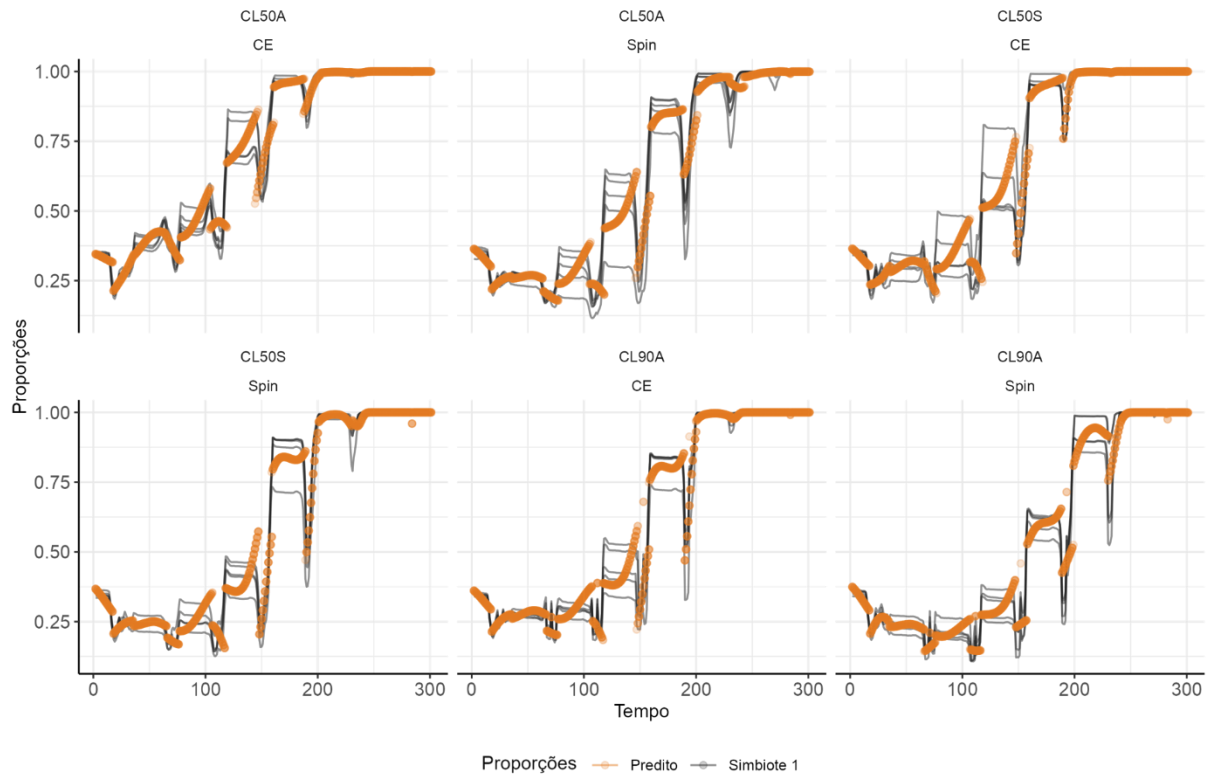 CL50A CL50A CL50S
CE Spin CE
1.00
0.75
0.50
0.25
Proporções
CL50S CL90A CL90A
Spin CE Spin
1.00
0.75
0.50
0.25
0 100 200 300 0 100 200 300 0 100 200 300
Tempo
Proporções Predito Simbiote 1